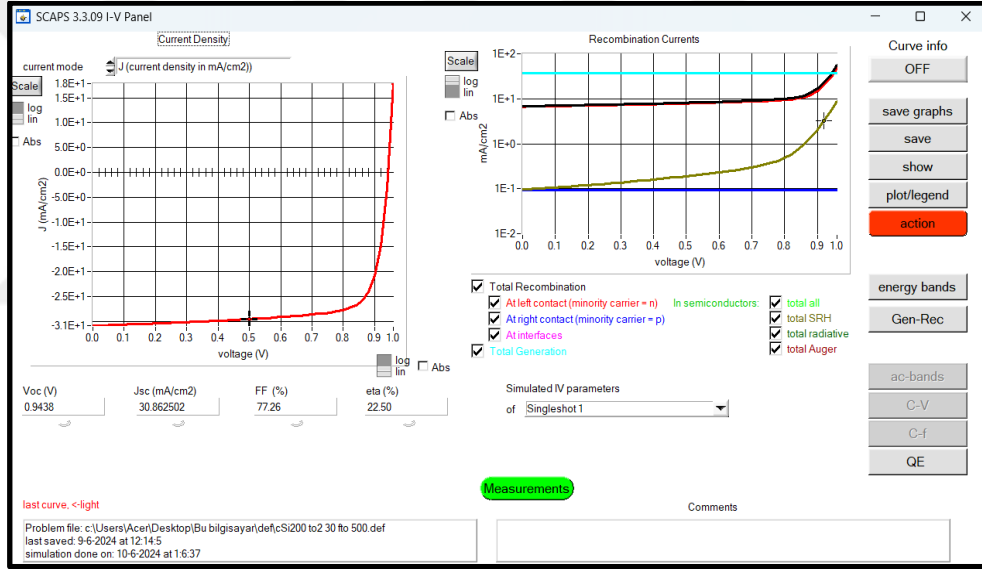 SCAPS 3.3.09 I-V Panel
Current Density
current mode J (current density in mA/cm2))
Scale
log
lin
Abs
1.8E+1
1.5E+1
1.0E+1
5.0E+0
0.0E+0
-5.0E+0
-1.0E+1
-1.5E+1
-2.0E+1
-2.5E+1
-3.1E+1
J (mA/cm2)
0.0 0.1 0.2 0.3 0.4 0.5 0.6 0.7 0.8 0.9 1.0
voltage (V)
log
lin
Abs
Recombination Currents
Scale
log
lin
Abs
1E+2
1E+1
1E+0
1E-1
1E-2
mA/cm2
0.0 0.1 0.2 0.3 0.4 0.5 0.6 0.7 0.8 0.9 1.0
voltage (V)
Total Recombination
At left contact (minority carrier = n)
At right contact (minority carrier = p)
At interfaces
Total Generation
In semiconductors:
total all
total SRH
total radiative
total Auger
Voc (V) Jsc (mA/cm2) FF (%) eta (%)
0.9438 30.862502 77.26 22.50
Simulated IV parameters
of Singleshot 1
Curve info
OFF
save graphs
save
show
plot/legend
action
energy bands
Gen-Rec
ac-bands
C-V
C-f
QE
Measurements
last curve, <-light
Problem file: c:\Users\Acer\Desktop\Bu bilgisayar\def\cSi200 to2 30 fto 500.def
last saved: 9-6-2024 at 12:14:5
simulation done on: 10-6-2024 at 1:6:37
Comments